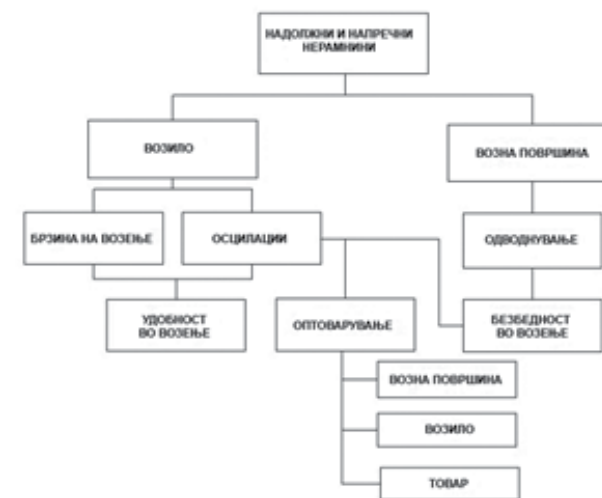 НАДОЛЖНИ И НАПРЕЧНИ
НЕРАМНИНИ
ВОЗИЛО
ВОЗНА ПОВРШИНА
БРЗИНА НА ВОЗЕЊЕ
ОСЦИЛАЦИИ
ОДВОДНУВАЊЕ
УДОБНОСТ
ВО ВОЗЕЊЕ
ОПТОВАРУВАЊЕ
БЕЗБЕДНОСТ
ВО ВОЗЕЊЕ
ВОЗНА ПОВРШИНА
ВОЗИЛО
ТОВАР